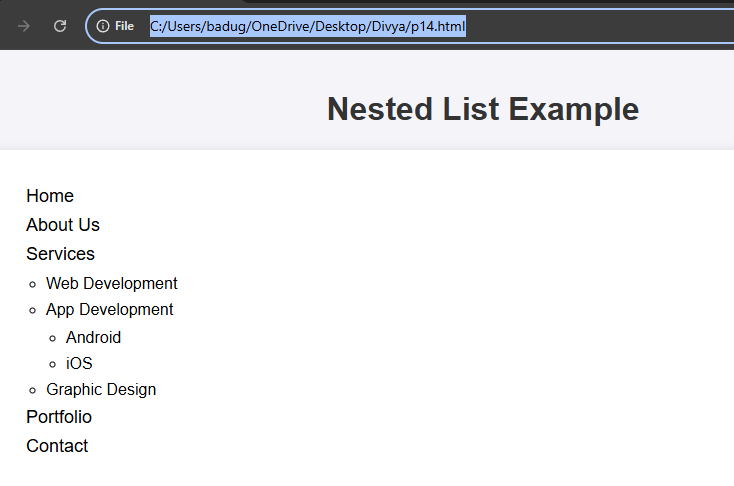 File C:/Users/badug/OneDrive/Desktop/Divya/p14.html
Nested List Example
Home
About Us
Services
Web Development
App Development
Android
iOS
Graphic Design
Portfolio
Contact